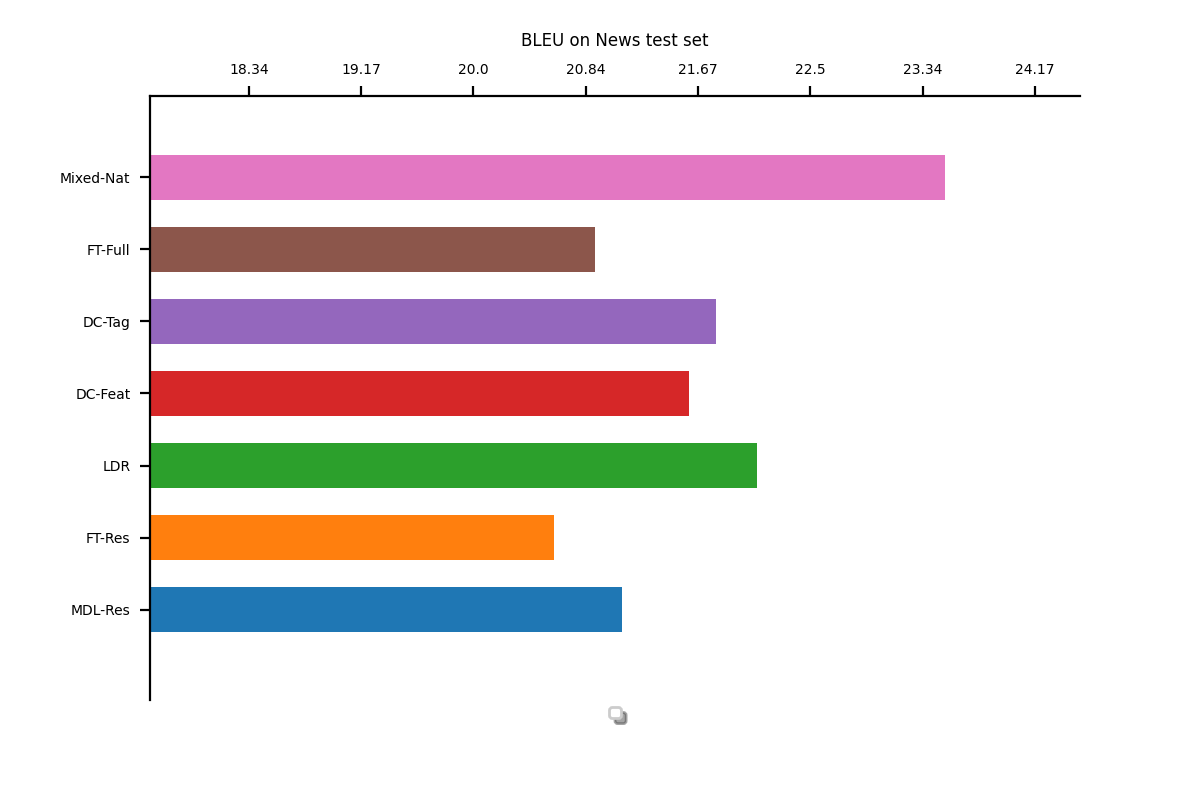 BLEU on News test set
18.34 19.17 20.0 20.84 21.67 22.5 23.34 24.17
Mixed-Nat
FT-Full
DC-Tag
DC-Feat
LDR
FT-Res
MDL-Res